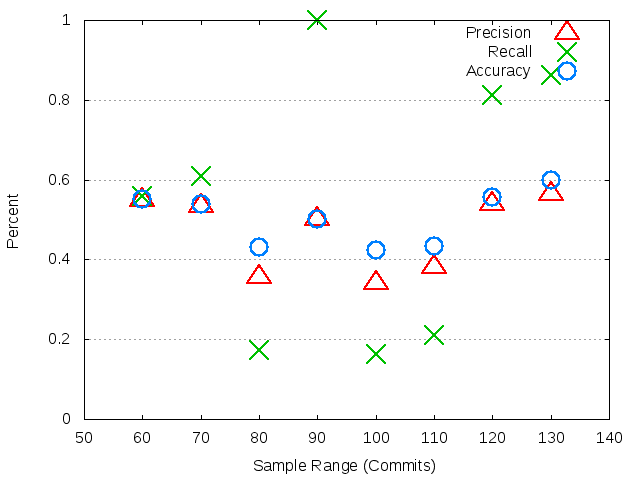 1
0.8
0.6
0.4
0.2
0
Percent
Precision
Recall
Accuracy
50 60 70 80 90 100 110 120 130 140
Sample Range (Commits)